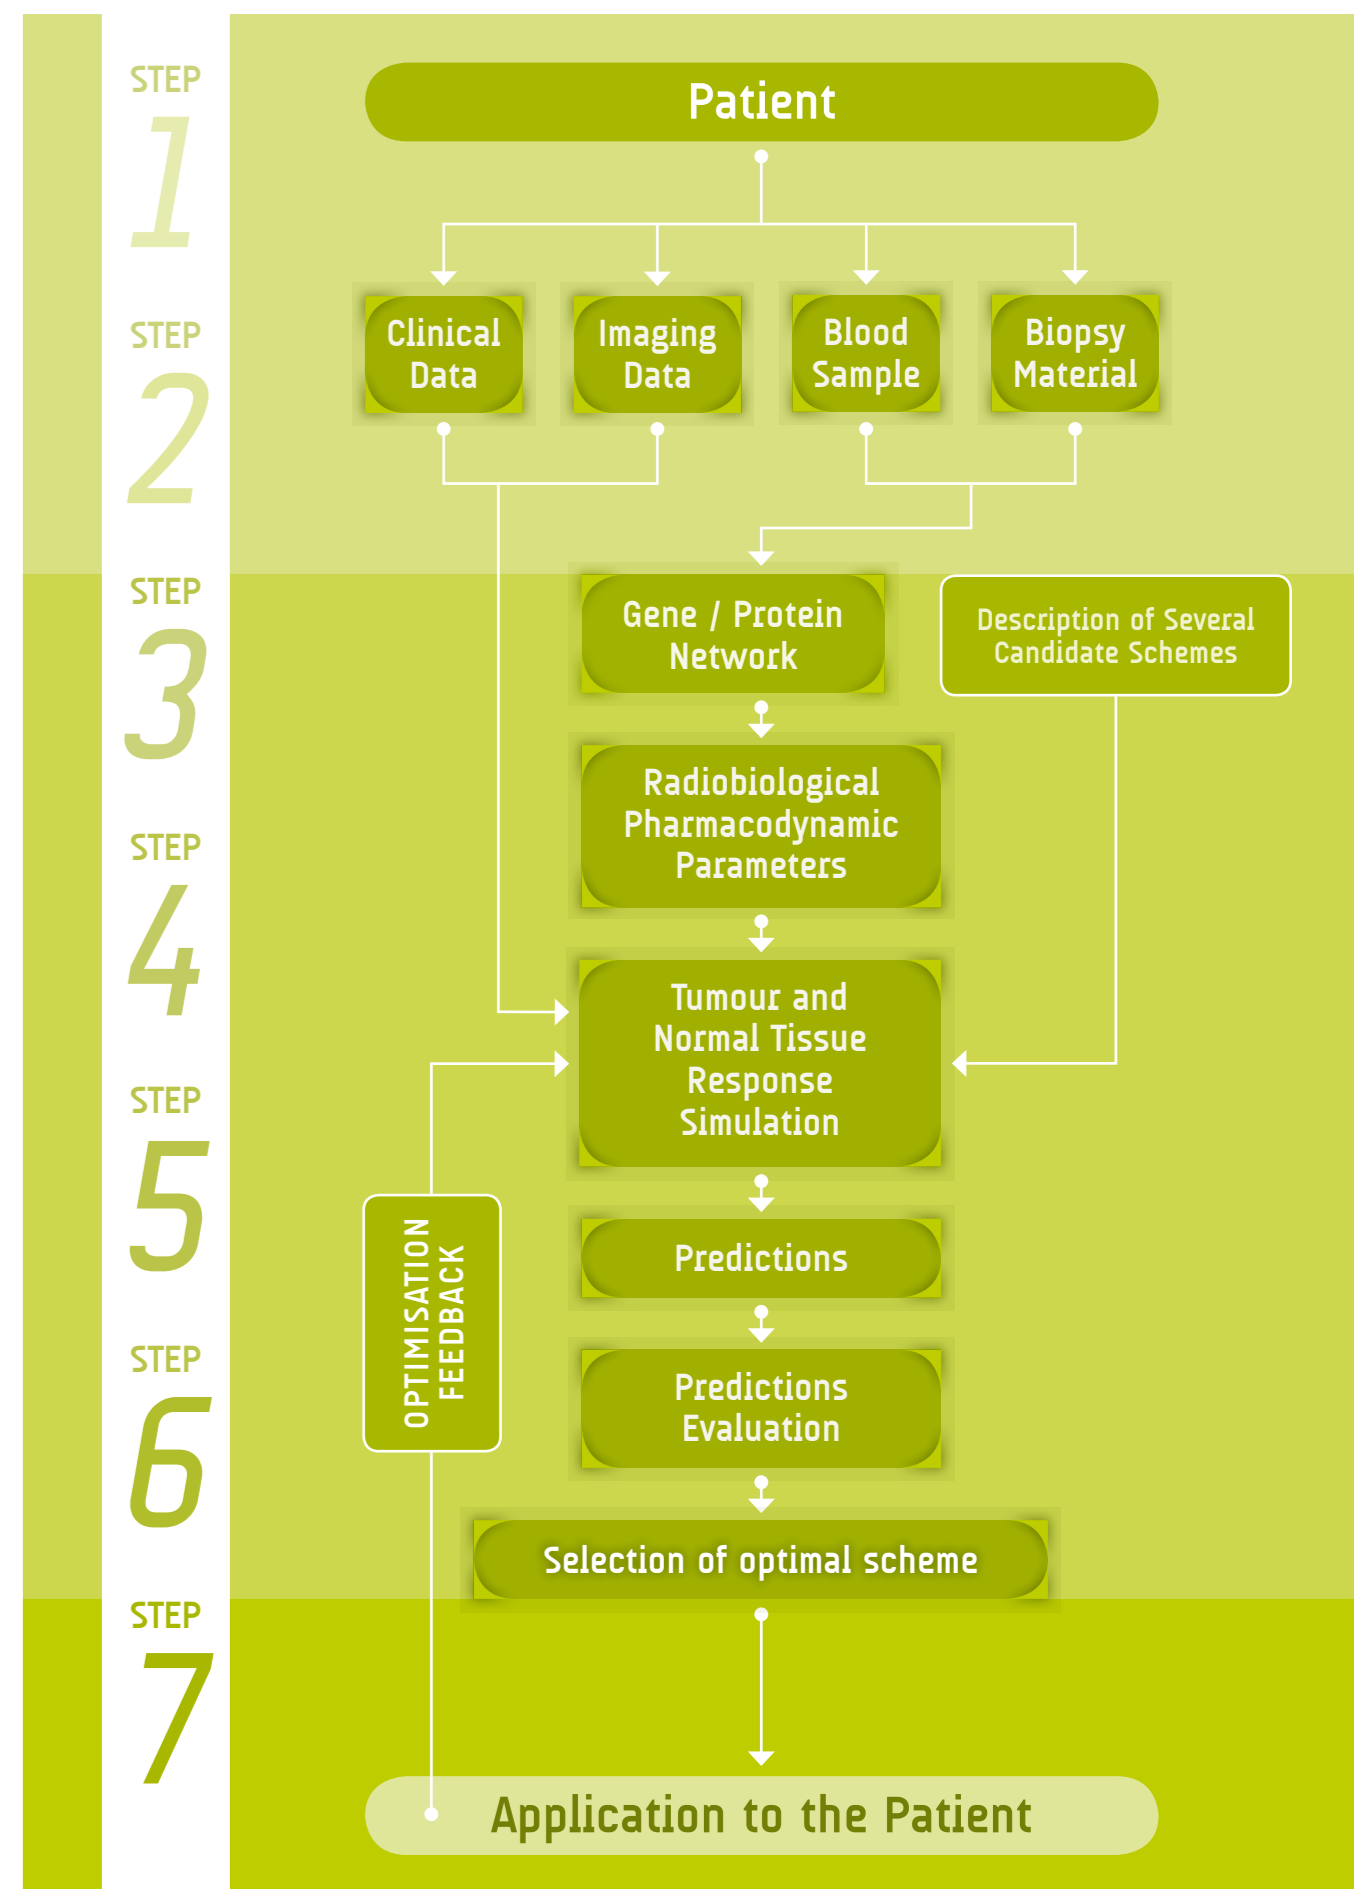 STEP
1
Patient
STEP
2
Clinical
Data
Imaging
Data
Blood
Sample
Biopsy
Material
STEP
3
Gene / Protein
Network
Description of Several
Candidate Schemes
Radiobiological
Pharmacodynamic
Parameters
STEP
4
Tumour and
Normal Tissue
Response
Simulation
STEP
5
Predictions
OPTIMISATION
FEEDBACK
STEP
6
Predictions
Evaluation
Selection of optimal scheme
STEP
7
Application to the Patient